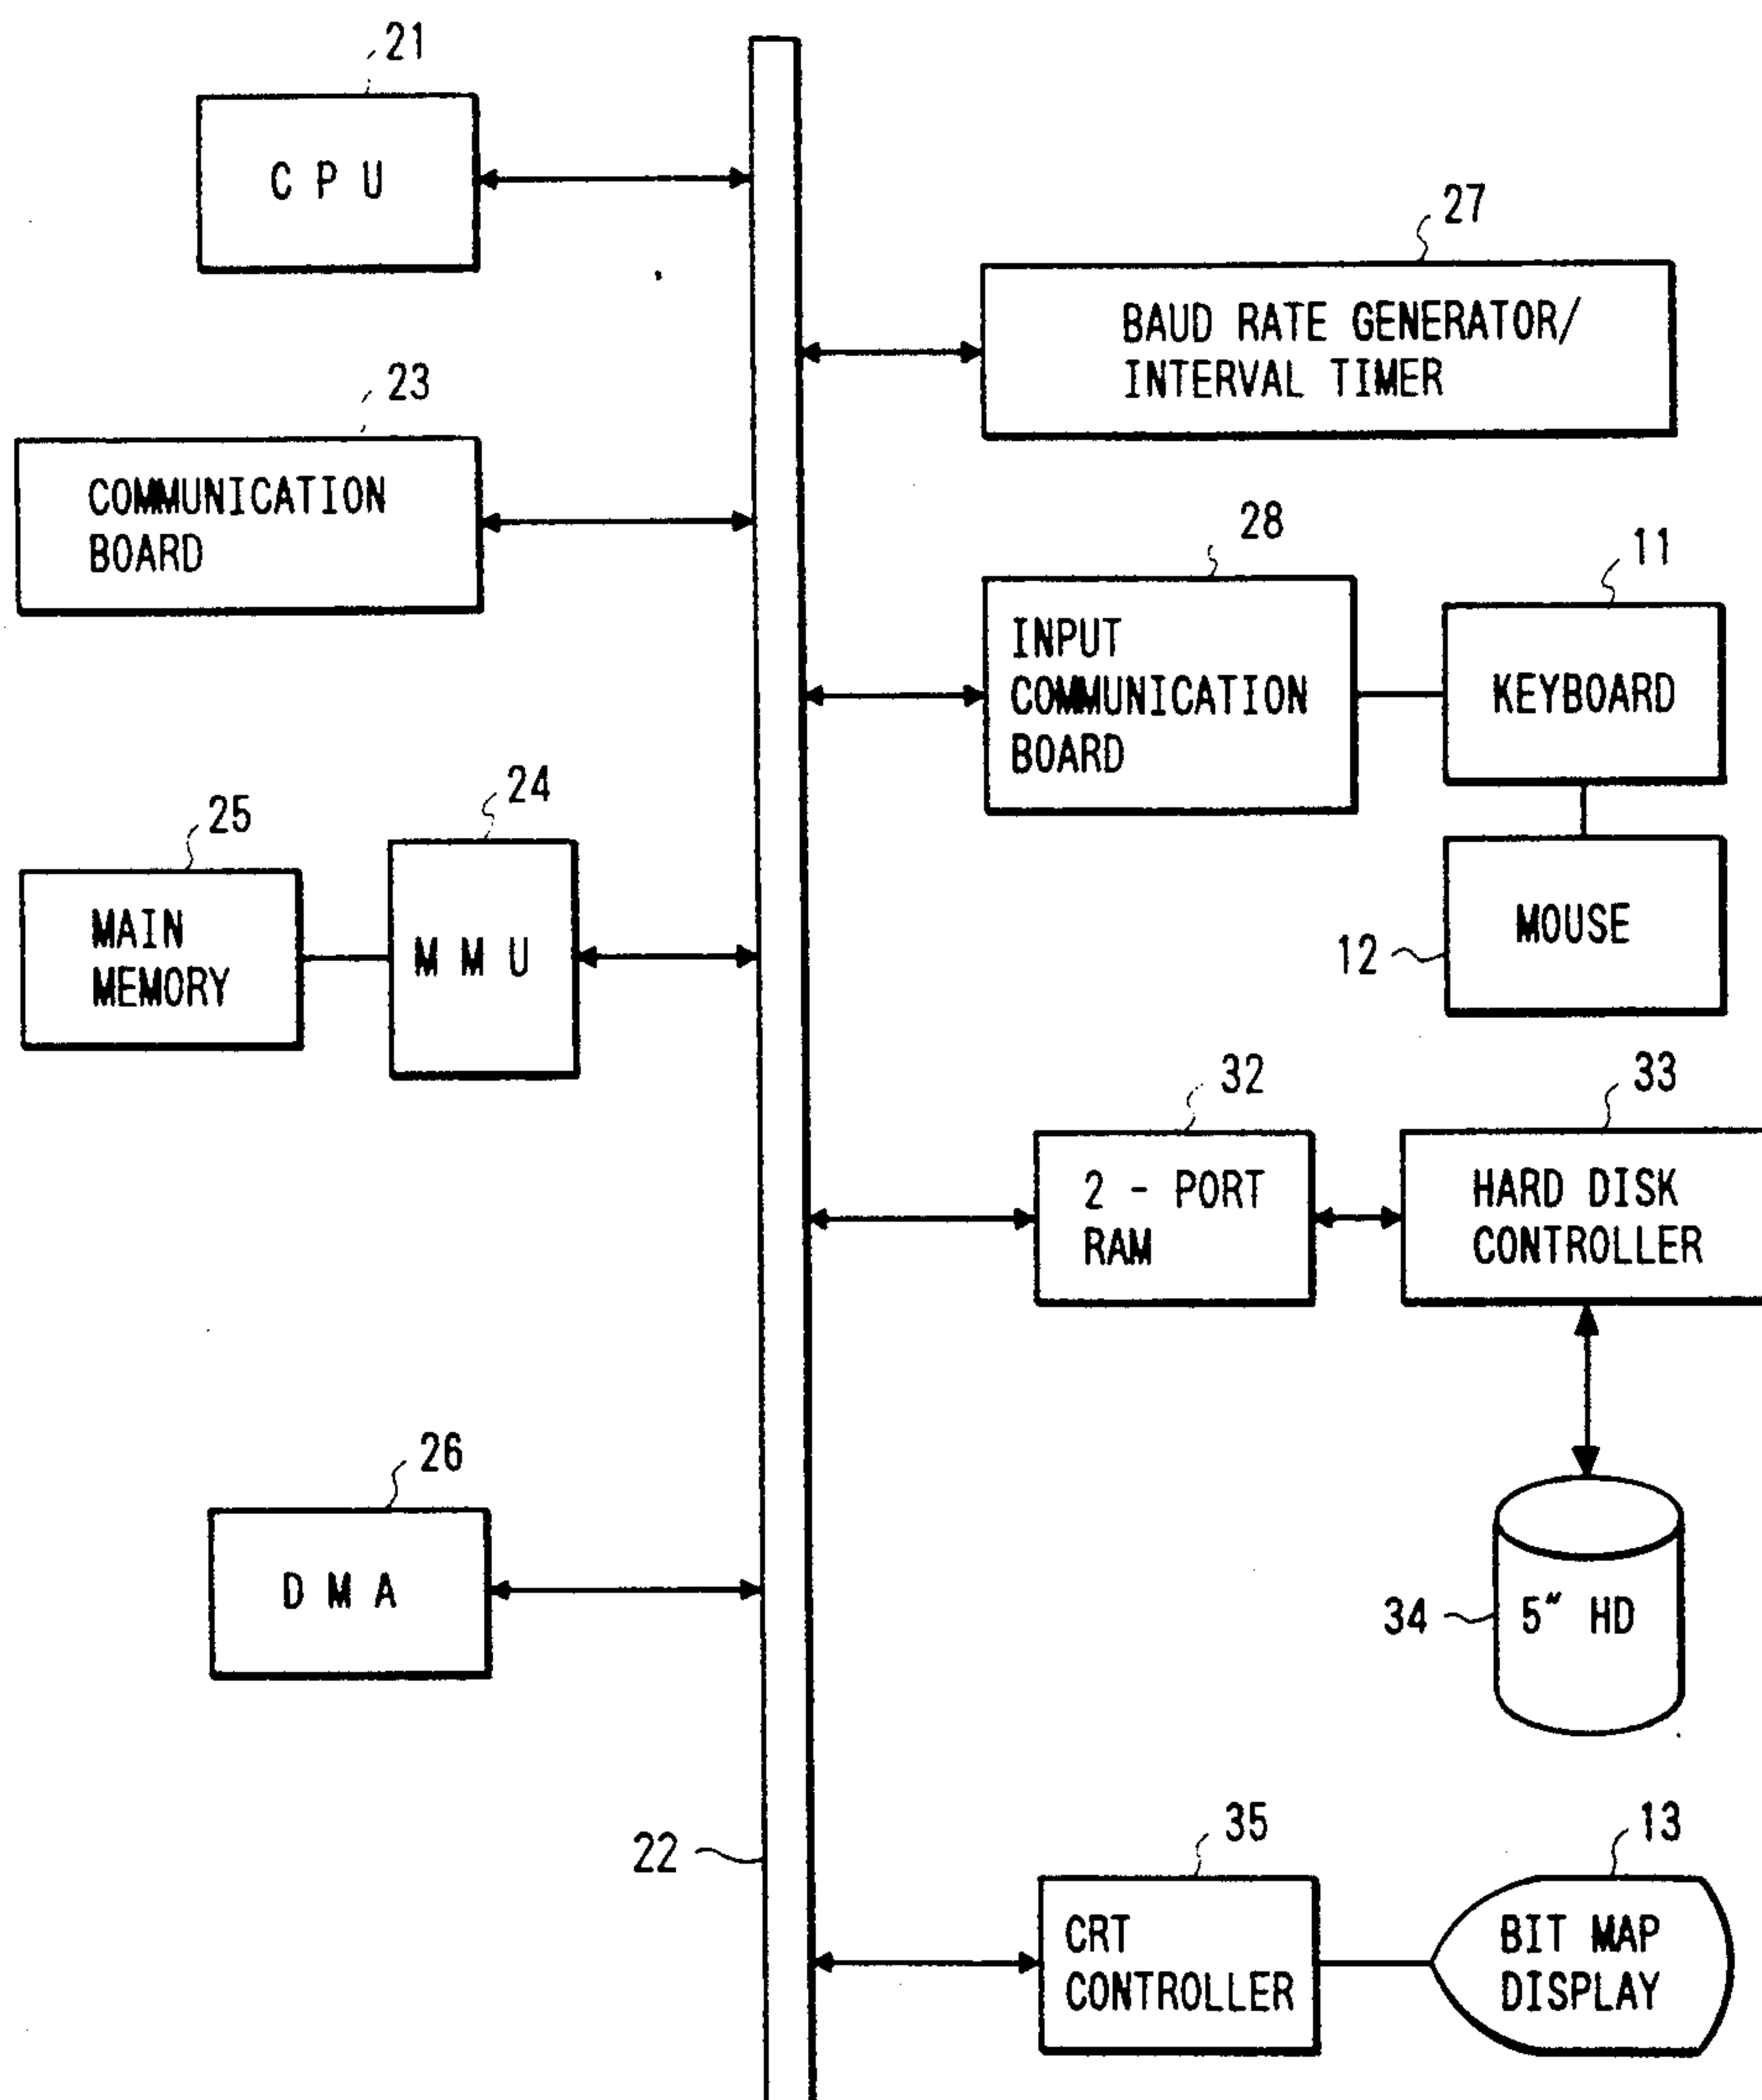 21
C P U
27
BAUD RATE GENERATOR/
INTERVAL TIMER
23
COMMUNICATION
BOARD
28
INPUT
COMMUNICATION
BOARD
11
KEYBOARD
12
MOUSE
25
MAIN
MEMORY
24
M M U
32
2 - PORT
RAM
33
HARD DISK
CONTROLLER
26
D M A
34
5" HD
22
35
CRT
CONTROLLER
13
BIT MAP
DISPLAY